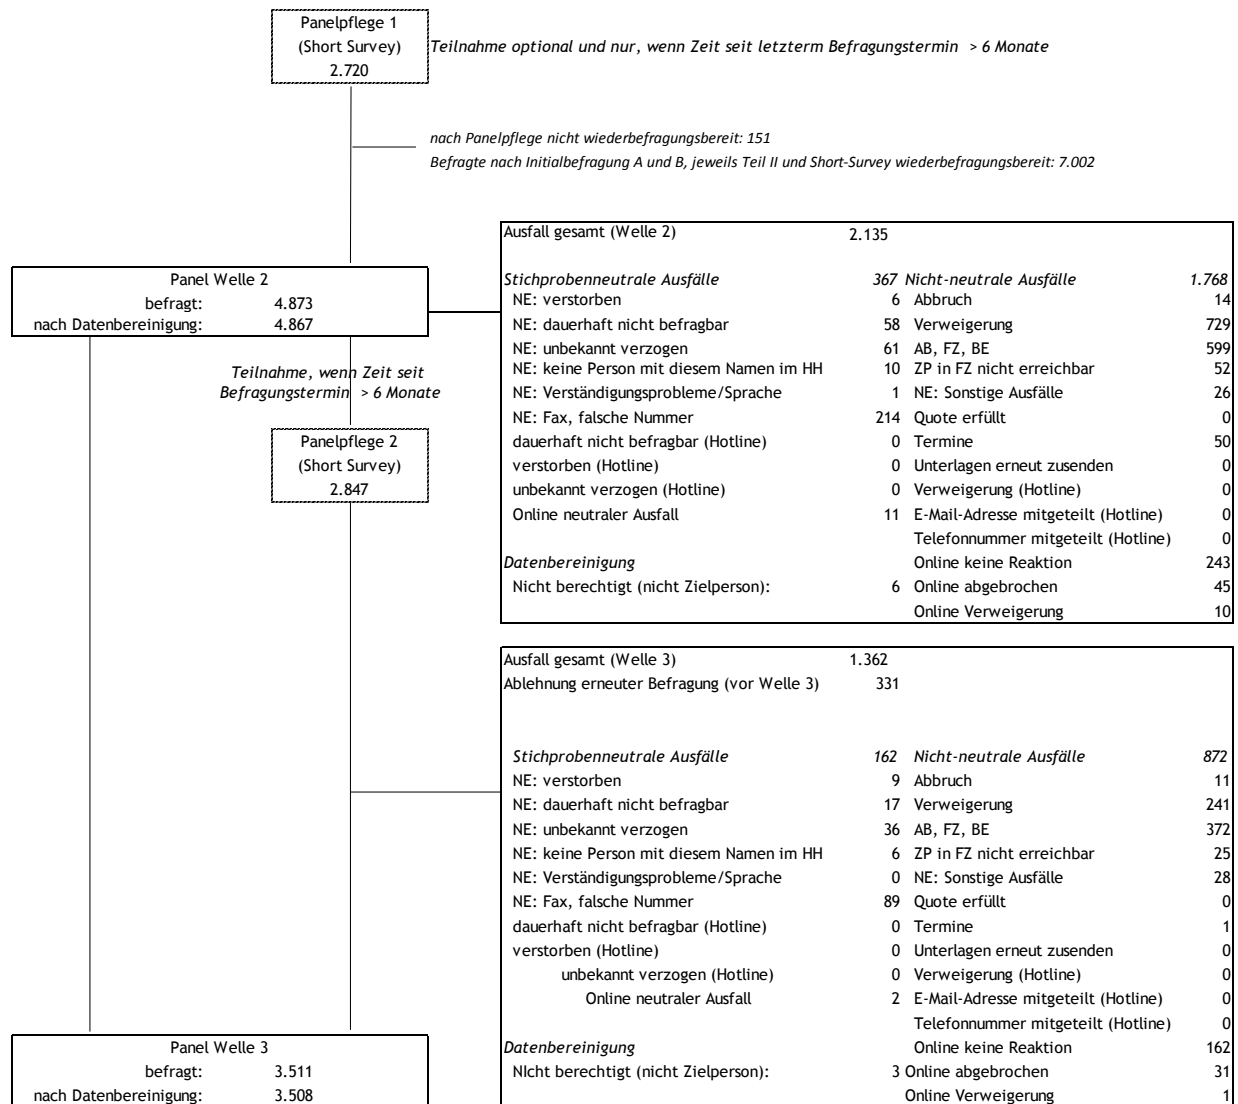 Panelpflege 1
(Short Survey)
2.720
Teilnahme optional und nur, wenn Zeit seit letzterm Befragungstermin > 6 Monate
nach Panelpflege nicht wiederbefragungsbereit: 151
Befragte nach Initialbefragung A und B, jeweils Teil II und Short-Survey wiederbefragungsbereit: 7.002
Panel Welle 2
befragt: 4.873
nach Datenbereinigung: 4.867
Teilnahme, wenn Zeit seit
Befragungstermin > 6 Monate
Panelpflege 2
(Short Survey)
2.847
Ausfall gesamt (Welle 2) 2.135
Stichprobenneutrale Ausfälle 367 Nicht-neutrale Ausfälle 1.768
NE: verstorben 6 Abbruch 14
NE: dauerhaft nicht befragbar 58 Verweigerung 729
NE: unbekannt verzogen 61 AB, FZ, BE 599
NE: keine Person mit diesem Namen im HH 10 ZP in FZ nicht erreichbar 52
NE: Verständigungsprobleme/Sprache 1 NE: Sonstige Ausfälle 26
NE: Fax, falsche Nummer 214 Quote erfüllt 0
dauerhaft nicht befragbar (Hotline) 0 Termine 50
verstorben (Hotline) 0 Unterlagen erneut zusenden 0
unbekannt verzogen (Hotline) 0 Verweigerung (Hotline) 0
Online neutraler Ausfall 11 E-Mail-Adresse mitgeteilt (Hotline) 0
Telefonnummer mitgeteilt (Hotline) 0
Datenbereinigung Online keine Reaktion 243
Nicht berechtigt (nicht Zielperson): 6 Online abgebrochen 45
Online Verweigerung 10
Ausfall gesamt (Welle 3) 1.362
Ablehnung erneuter Befragung (vor Welle 3) 331
Stichprobenneutrale Ausfälle 162 Nicht-neutrale Ausfälle 872
NE: verstorben 9 Abbruch 11
NE: dauerhaft nicht befragbar 17 Verweigerung 241
NE: unbekannt verzogen 36 AB, FZ, BE 372
NE: keine Person mit diesem Namen im HH 6 ZP in FZ nicht erreichbar 25
NE: Verständigungsprobleme/Sprache 0 NE: Sonstige Ausfälle 28
NE: Fax, falsche Nummer 89 Quote erfüllt 0
dauerhaft nicht befragbar (Hotline) 0 Termine 1
verstorben (Hotline) 0 Unterlagen erneut zusenden 0
unbekannt verzogen (Hotline) 0 Verweigerung (Hotline) 0
Online neutraler Ausfall 2 E-Mail-Adresse mitgeteilt (Hotline) 0
Telefonnummer mitgeteilt (Hotline) 0
Datenbereinigung Online keine Reaktion 162
NIcht berechtigt (nicht Zielperson): 3 Online abgebrochen 31
Online Verweigerung 1
Panel Welle 3
befragt: 3.511
nach Datenbereinigung: 3.508